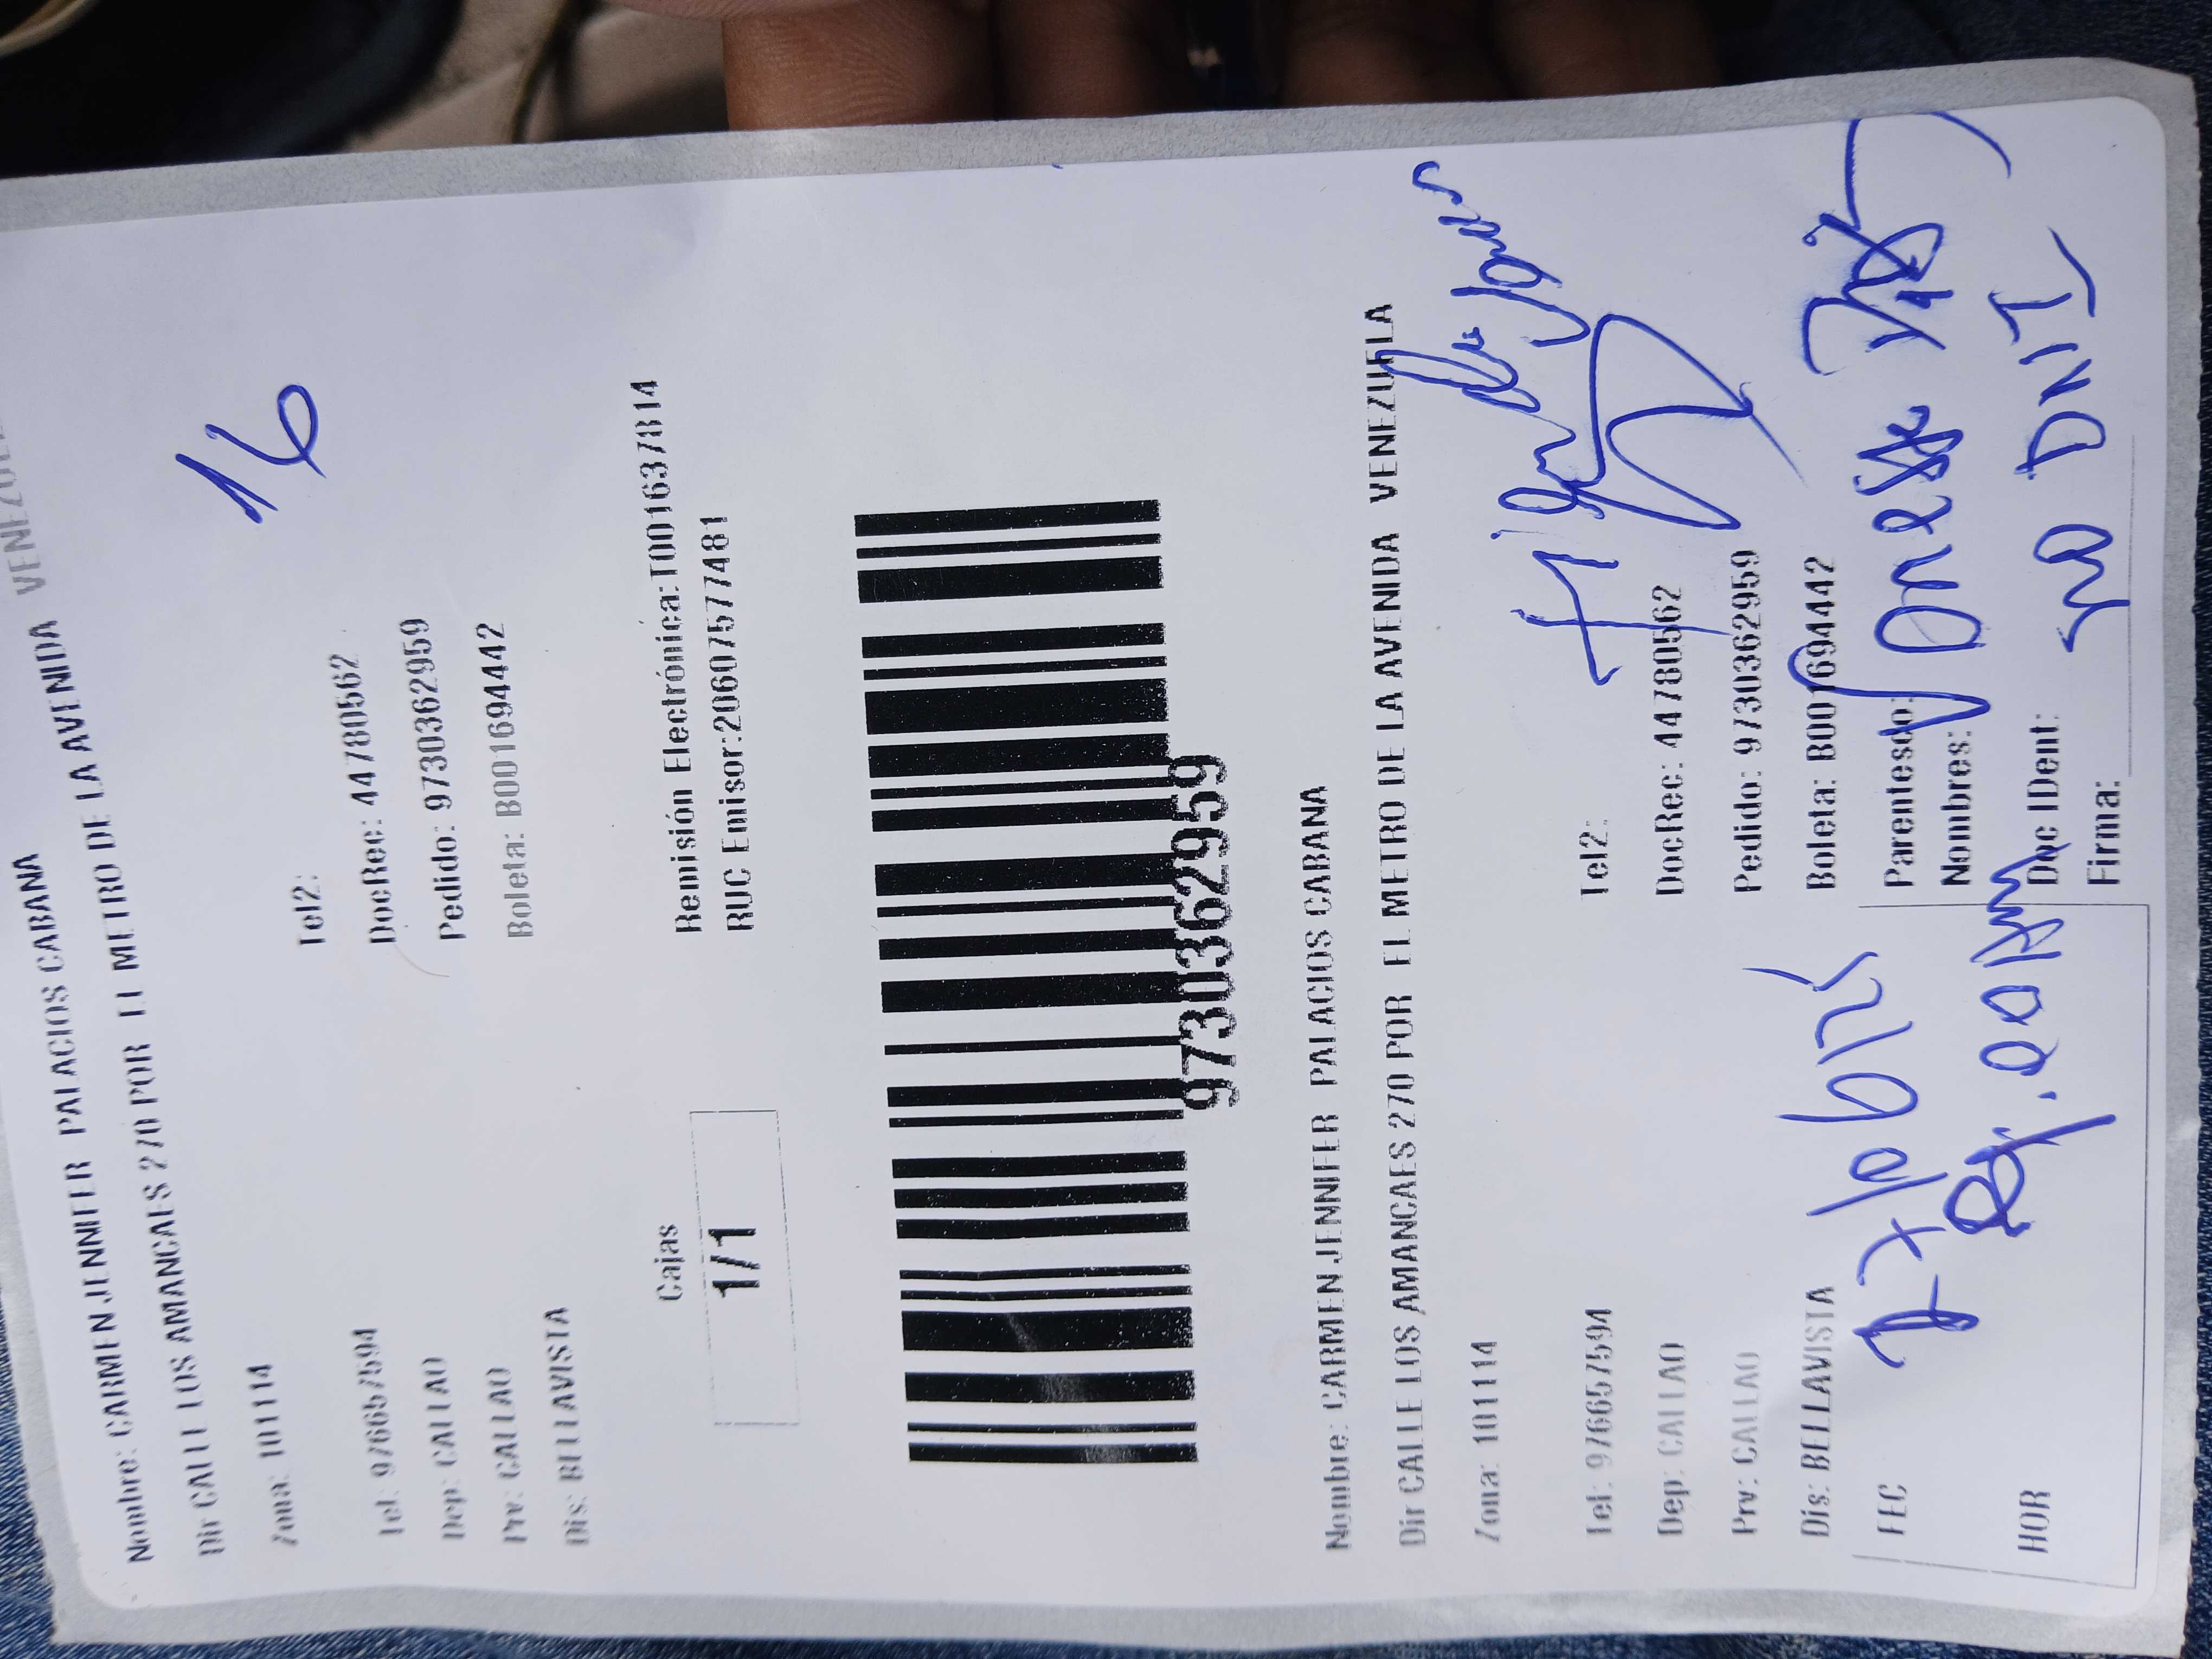 VENEZUE
Nombre: CARMEN JENNIFER PALACIOS CABANA
Dir CALLE LOS AMANCAES 270 POR EL METRO DE LA AVENIDA VENEZUE
16
Zona: 101114
Tel: 976657594 Tel2:
Dep: CALLAO DocRec: 44780562
Prv: CALLAO Pedido: 97303629​59
Dis: BELLAVISTA Boleta: B001694442
Cajas
1/1
Remisión Electrónica:T001637814
RUC Emisor:20607577481
9730362959
Nombre: CARMEN JENNIFER PALACIOS CABANA
Dir CALLE LOS AMANCAES 270 POR EL METRO DE LA AVENIDA VENEZUELA
Zona: 101114
Tel: 976657594 Tel2:
Dep: CALLAO DocRec: 44780562
Prv: CALLAO Pedido: 9730362959
Dis: BELLAVISTA Boleta: B001694442
FEC
HOR
Parentesco:
Nombres:
Doc IDent: no DNI
Firma: